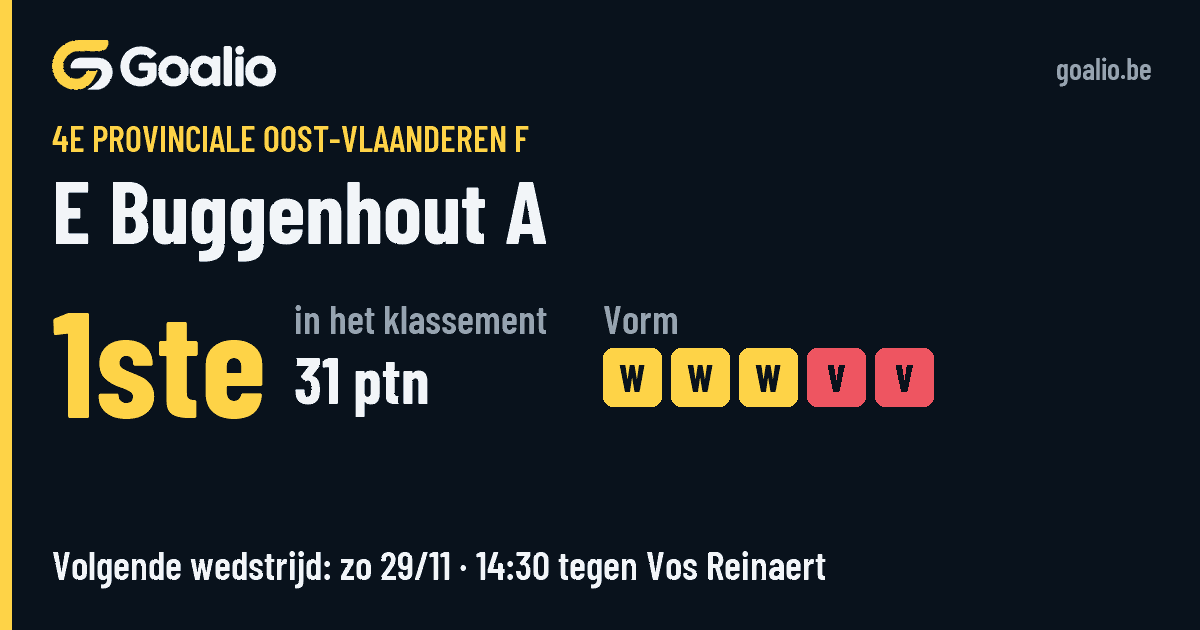 Goalio
goalio.be
4E PROVINCIALE OOST-VLAANDEREN F
E Buggenhout A
1ste
in het klassement
31 ptn
Vorm
W W W V V
Volgende wedstrijd: zo 29/11 · 14:30 tegen Vos Reinaert